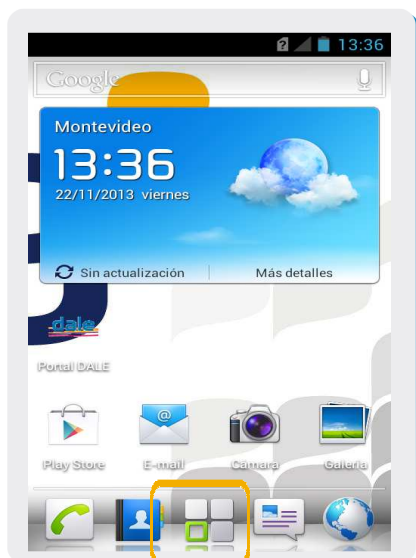 13:36
Google
Montevideo
13:36
22/11/2013 viernes
Sin actualización
Más detalles
dale
Portal DALE
Play Store
E-mail
Cámara
Galería
@